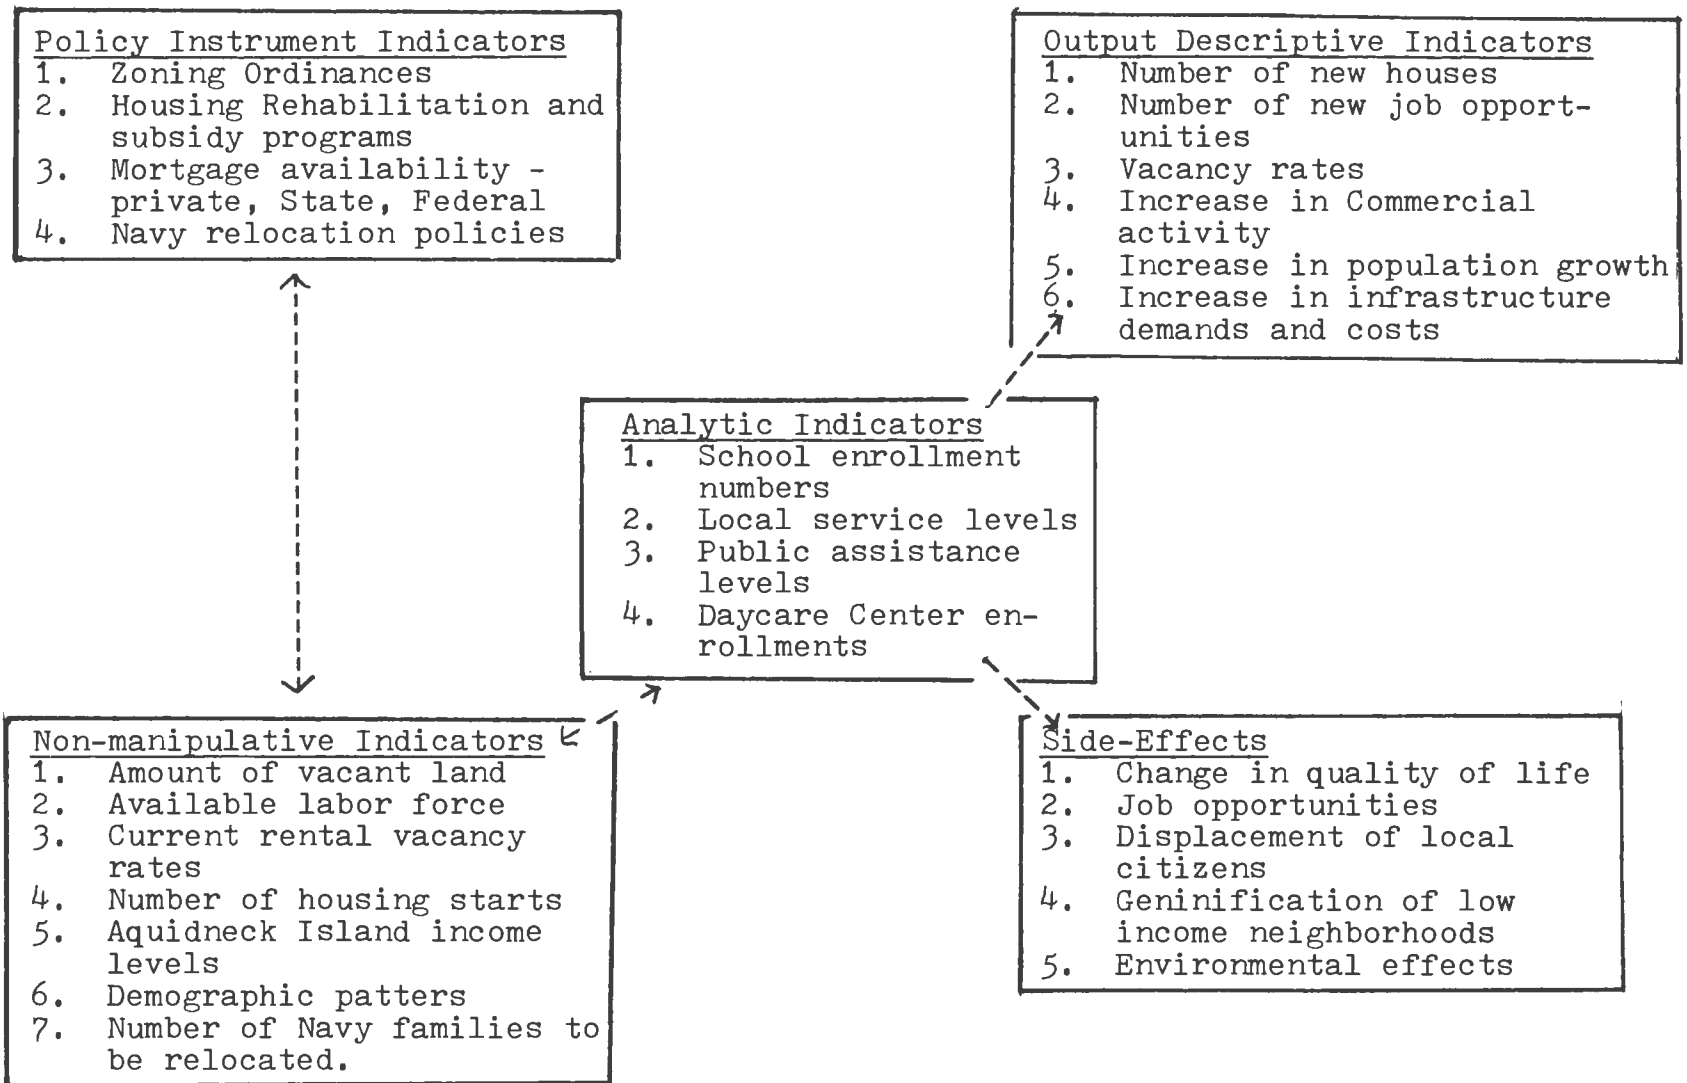 Policy Instrument Indicators
1. Zoning Ordinances
2. Housing Rehabilitation and
subsidy programs
3. Mortgage availability -
private, State, Federal
4. Navy relocation policies
Output Descriptive Indicators
1. Number of new houses
2. Number of new job opport-
unities
3. Vacancy rates
4. Increase in Commercial
activity
5. Increase in population growth
6. Increase in infrastructure
demands and costs
Analytic Indicators
1. School enrollment
numbers
2. Local service levels
3. Public assistance
levels
4. Daycare Center en-
rollments
Non-manipulative Indicators
1. Amount of vacant land
2. Available labor force
3. Current rental vacancy
rates
4. Number of housing starts
5. Aquidneck Island income
levels
6. Demographic patters
7. Number of Navy families to
be relocated.
Side-Effects
1. Change in quality of life
2. Job opportunities
3. Displacement of local
citizens
4. Geninification of low
income neighborhoods
5. Environmental effects